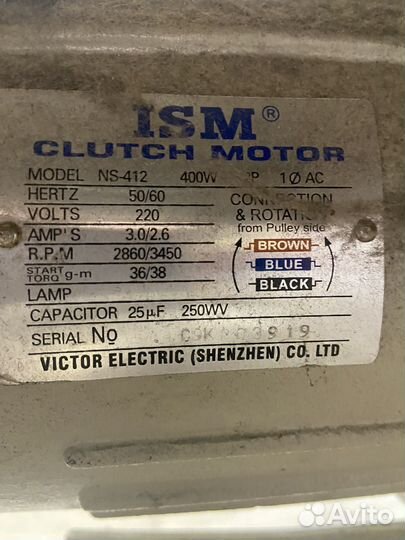 ISM®
CLUTCH MOTOR
MODEL NS-412 400W P 1Ø AC
HERTZ 50/60
VOLTS 220
AMP'S 3.0/2.6
R.P.M 2860/3450
START TORQ g-m 36/38
LAMP
CONNECTION
& ROTATION
from Pulley side
BROWN
BLUE
BLACK
CAPACITOR 25µF 250WV
SERIAL No
VICTOR ELECTRIC (SHENZHEN) CO. LTD
Avito